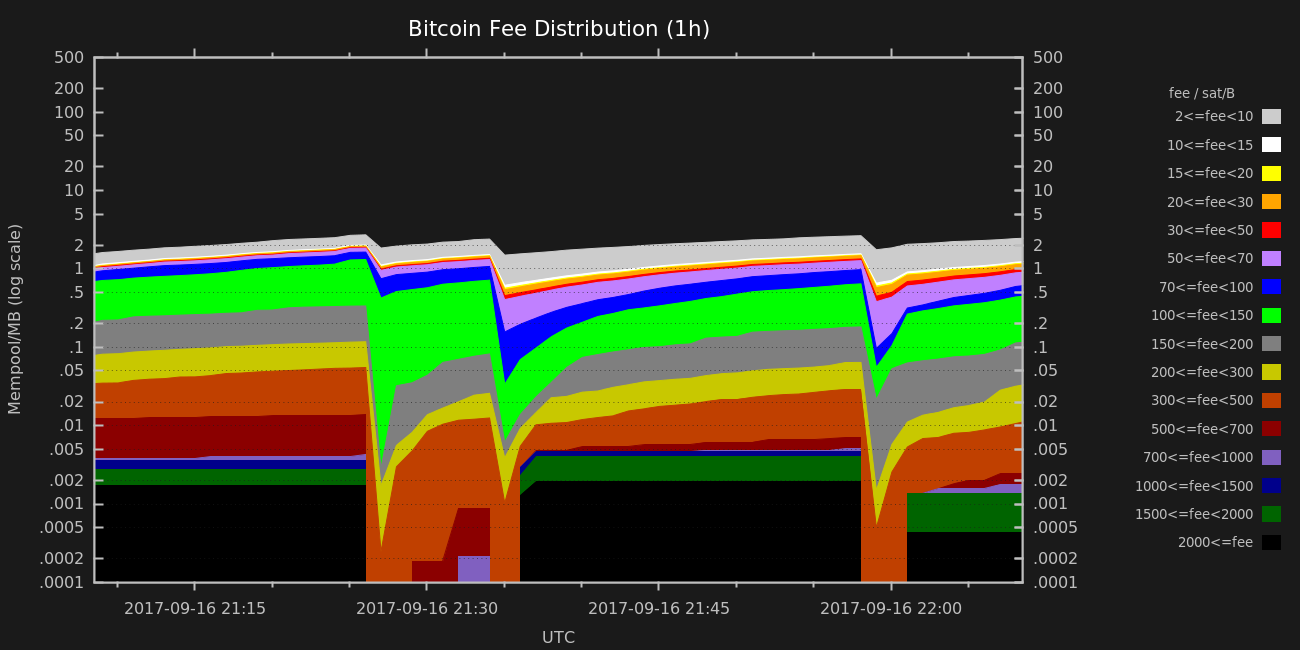 Bitcoin Fee Distribution (1h)
500 500
200 200
100 100
50 50
20 20
10 10
5 5
2 2
1 1
.5 .5
.2 .2
.1 .1
.05 .05
.02 .02
.01 .01
.005 .005
.002 .002
.001 .001
.0005 .0005
.0002 .0002
.0001 .0001
Mempool/MB (log scale)
2017-09-16 21:15 2017-09-16 21:30 2017-09-16 21:45 2017-09-16 22:00
UTC
fee / sat/B
2<=fee<10
10<=fee<15
15<=fee<20
20<=fee<30
30<=fee<50
50<=fee<70
70<=fee<100
100<=fee<150
150<=fee<200
200<=fee<300
300<=fee<500
500<=fee<700
700<=fee<1000
1000<=fee<1500
1500<=fee<2000
2000<=fee